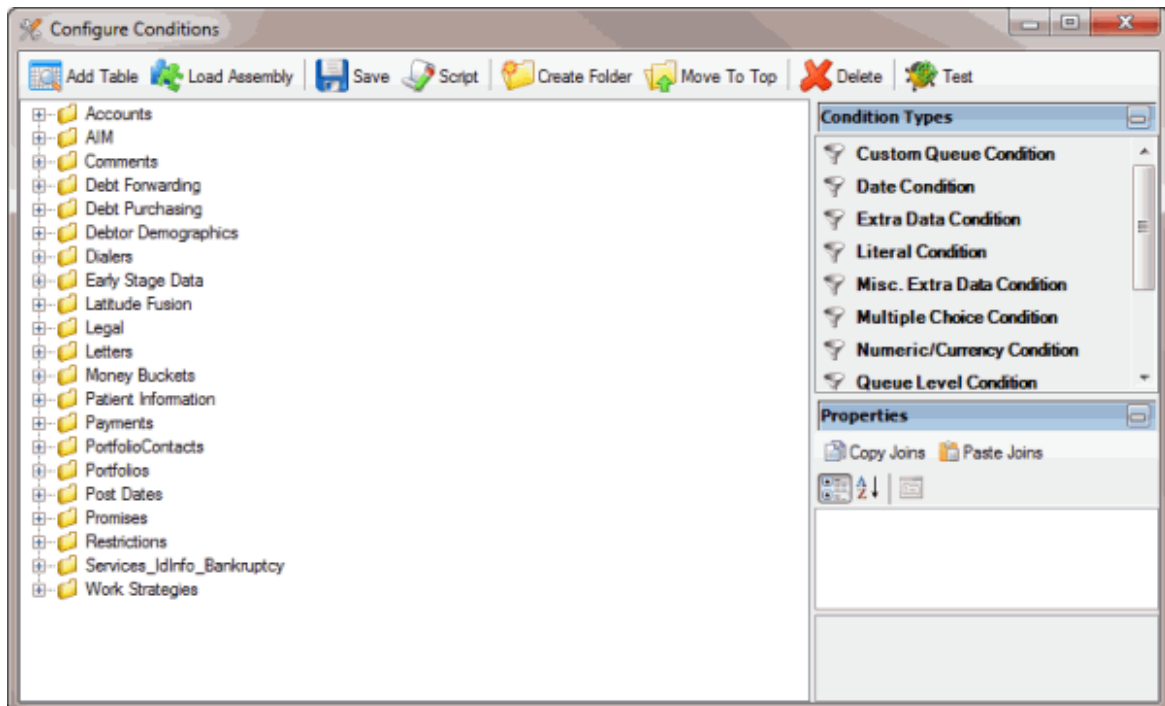 Configure Conditions
Add Table Load Assembly Save Script Create Folder Move To Top Delete Test
Accounts
AIM
Comments
Debt Forwarding
Debt Purchasing
Debtor Demographics
Dialers
Early Stage Data
Latitude Fusion
Legal
Letters
Money Buckets
Patient Information
Payments
PortfolioContacts
Portfolios
Post Dates
Promises
Restrictions
Services_IdInfo_Bankruptcy
Work Strategies
Condition Types
Custom Queue Condition
Date Condition
Extra Data Condition
Literal Condition
Misc. Extra Data Condition
Multiple Choice Condition
Numeric/Currency Condition
Queue Level Condition
Properties
Copy Joins Paste Joins